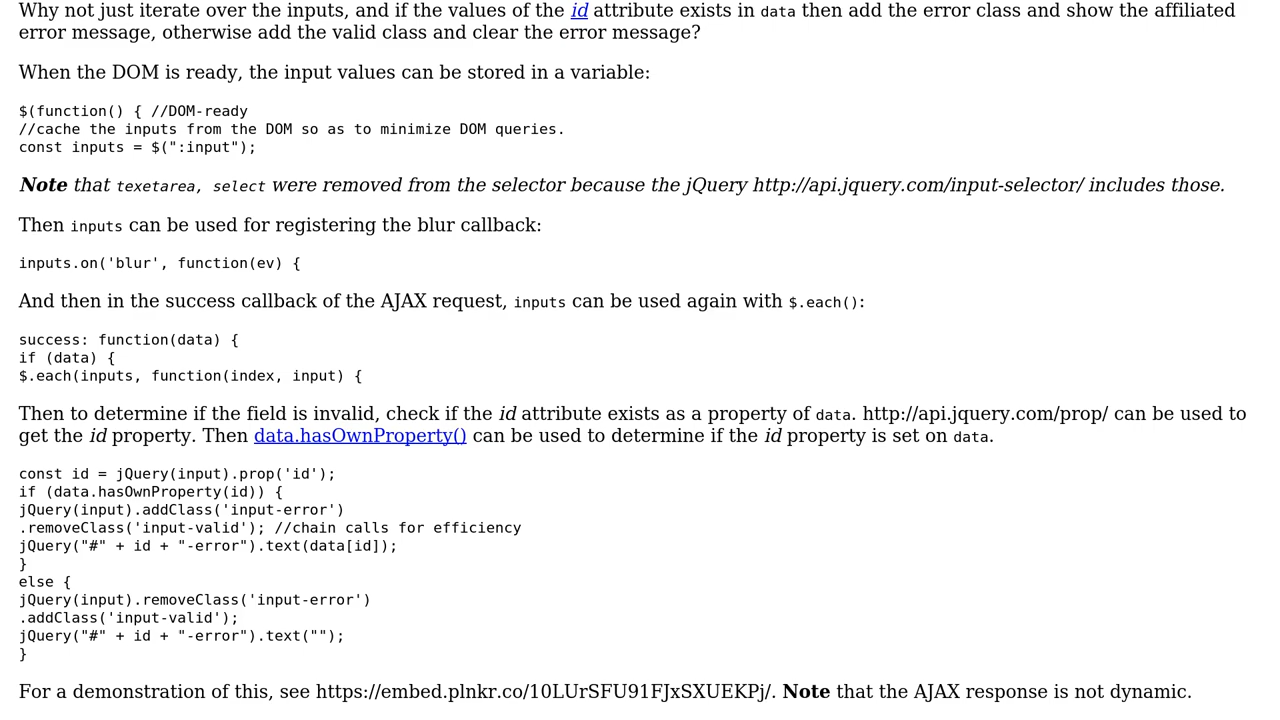 Why not just iterate over the inputs, and if the values of the id attribute exists in data then add the error class and show the affiliated
error message, otherwise add the valid class and clear the error message?
When the DOM is ready, the input values can be stored in a variable:
$(function() { //DOM-ready
//cache the inputs from the DOM so as to minimize DOM queries.
const inputs = $(":input");
Note that texetarea, select were removed from the selector because the jQuery http://api.jquery.com/input-selector/ includes those.
Then inputs can be used for registering the blur callback:
inputs.on('blur', function(ev) {
And then in the success callback of the AJAX request, inputs can be used again with $.each():
success: function(data) {
if (data) {
$.each(inputs, function(index, input) {
Then to determine if the field is invalid, check if the id attribute exists as a property of data. http://api.jquery.com/prop/ can be used to
get the id property. Then data.hasOwnProperty() can be used to determine if the id property is set on data.
const id = jQuery(input).prop('id');
if (data.hasOwnProperty(id)) {
jQuery(input).addClass('input-error')
.removeClass('input-valid'); //chain calls for efficiency
jQuery("#" + id + "-error").text(data[id]);
}
else {
jQuery(input).removeClass('input-error')
.addClass('input-valid');
jQuery("#" + id + "-error").text("");
}
For a demonstration of this, see https://embed.plnkr.co/10LUrSFU91FJxSXUEKPj/. Note that the AJAX response is not dynamic.